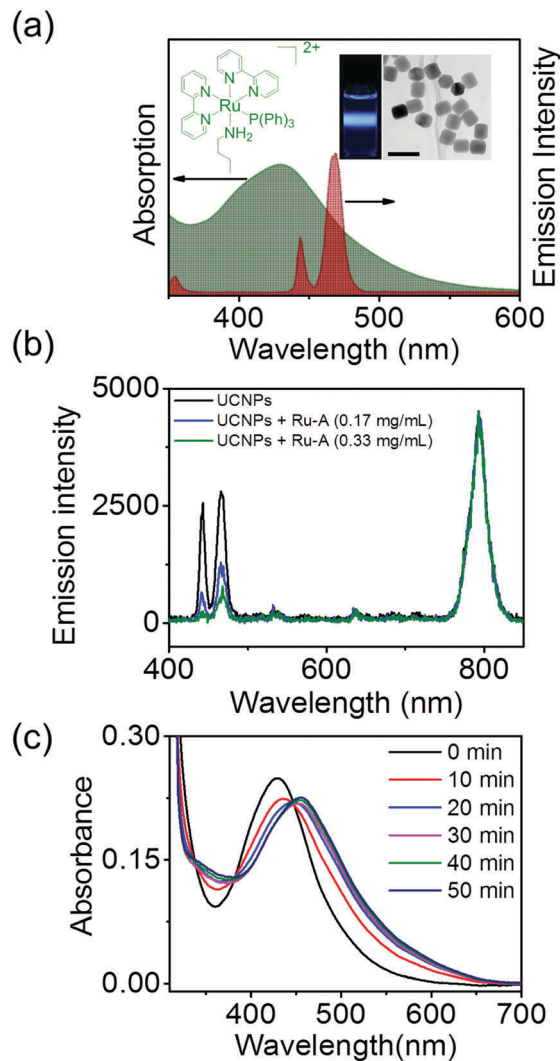 (a)
Absorption
Emission Intensity
2+
N
N
N
N
Ru
P(Ph)3
NH2
400
500
600
Wavelength (nm)
(b)
Emission intensity
5000
2500
0
UCNPs
UCNPs + Ru-A (0.17 mg/mL)
UCNPs + Ru-A (0.33 mg/mL)
400
600
800
Wavelength (nm)
(c)
Absorbance
0.30
0.15
0.00
0 min
10 min
20 min
30 min
40 min
50 min
400
500
600
700
Wavelength(nm)